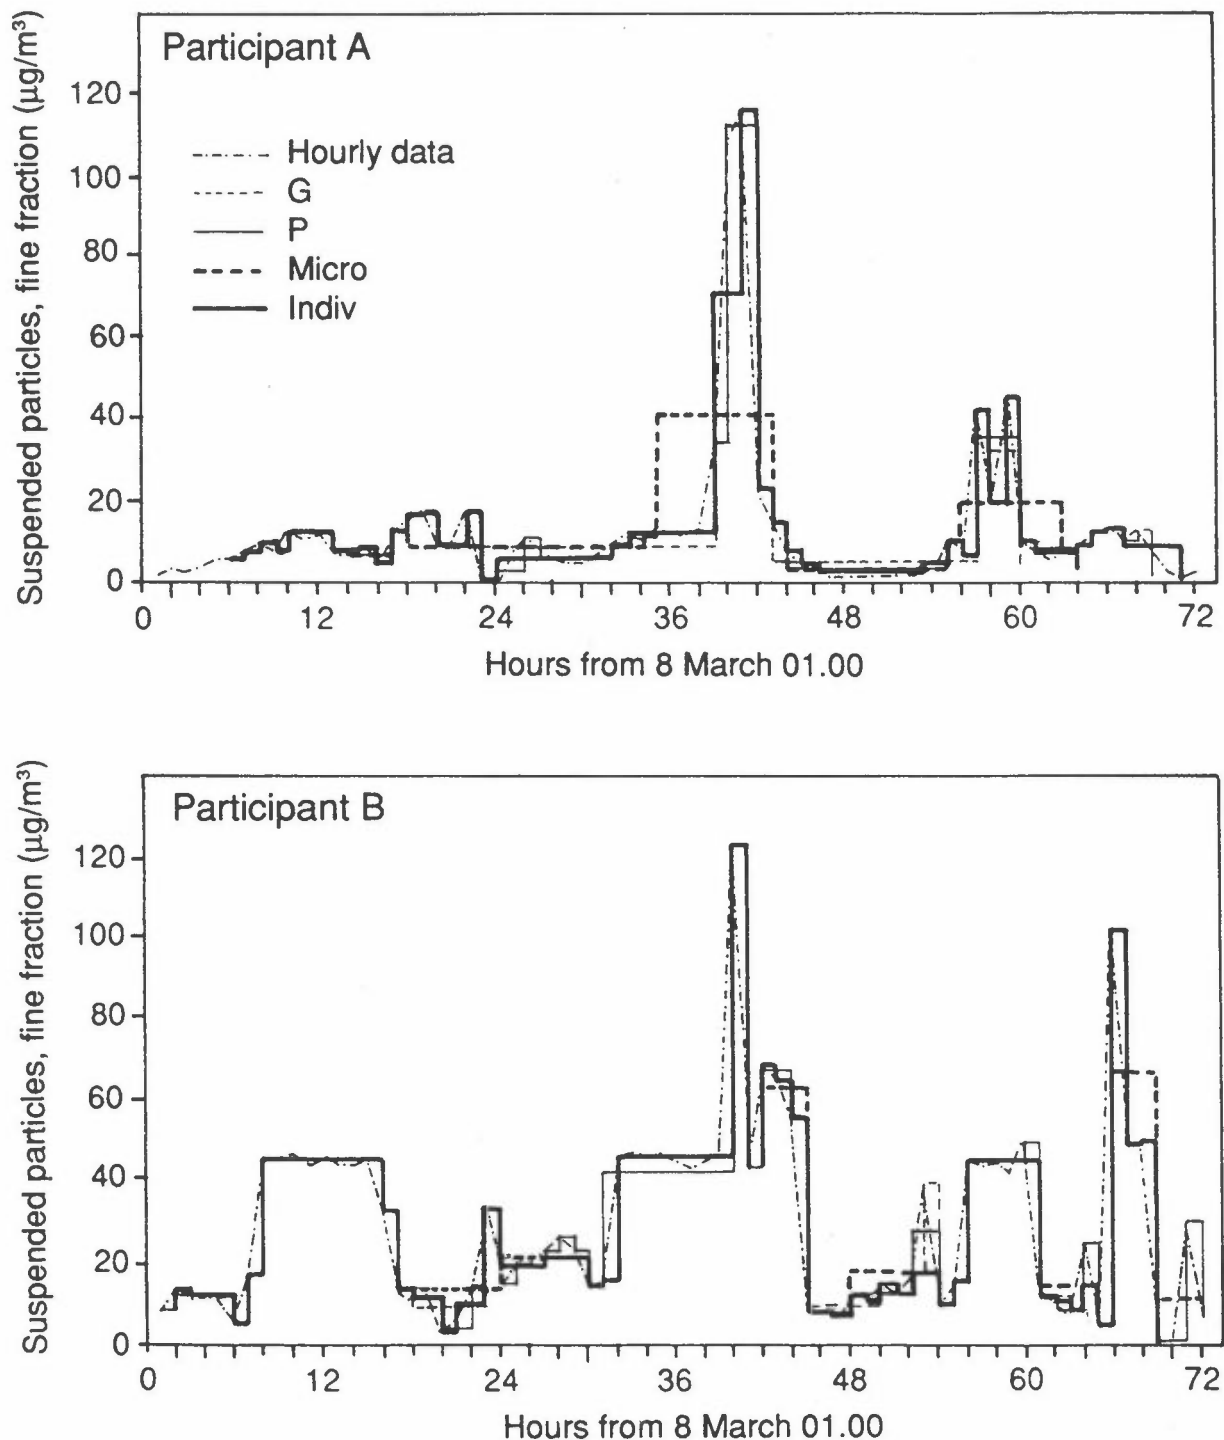 Participant A
Suspended particles, fine fraction (µg/m³)
120
100
80
60
40
20
0
Hourly data
G
P
Micro
Indiv
0 12 24 36 48 60 72
Hours from 8 March 01.00
Participant B
Suspended particles, fine fraction (µg/m³)
120
100
80
60
40
20
0
0 12 24 36 48 60 72
Hours from 8 March 01.00